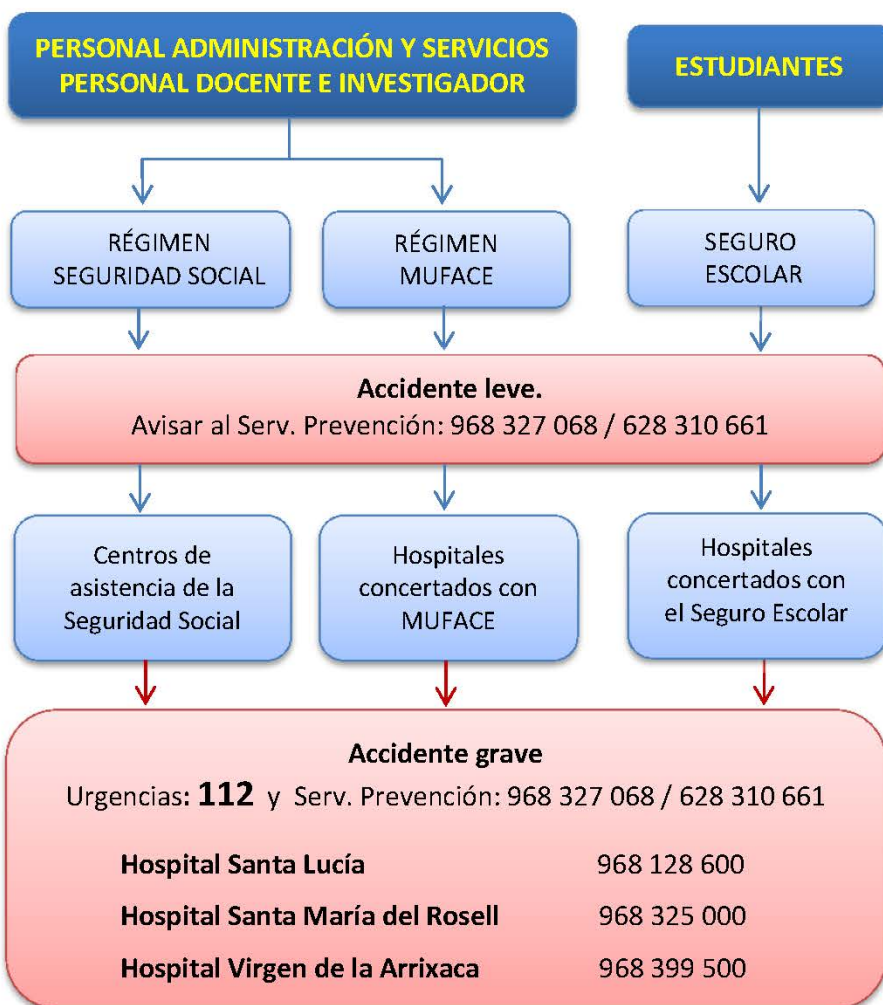 PERSONAL ADMINISTRACIÓN Y SERVICIOS
PERSONAL DOCENTE E INVESTIGADOR
ESTUDIANTES
RÉGIMEN
SEGURIDAD SOCIAL
RÉGIMEN
MUFACE
SEGURO
ESCOLAR
Accidente leve.
Avisar al Serv. Prevención: 968 327 068 / 628 310 661
Centros de
asistencia de la
Seguridad Social
Hospitales
concertados con
MUFACE
Hospitales
concertados con
el Seguro Escolar
Accidente grave
Urgencias: 112 y Serv. Prevención: 968 327 068 / 628 310 661
Hospital Santa Lucía 968 128 600
Hospital Santa María del Rosell 968 325 000
Hospital Virgen de la Arrixaca 968 399 500